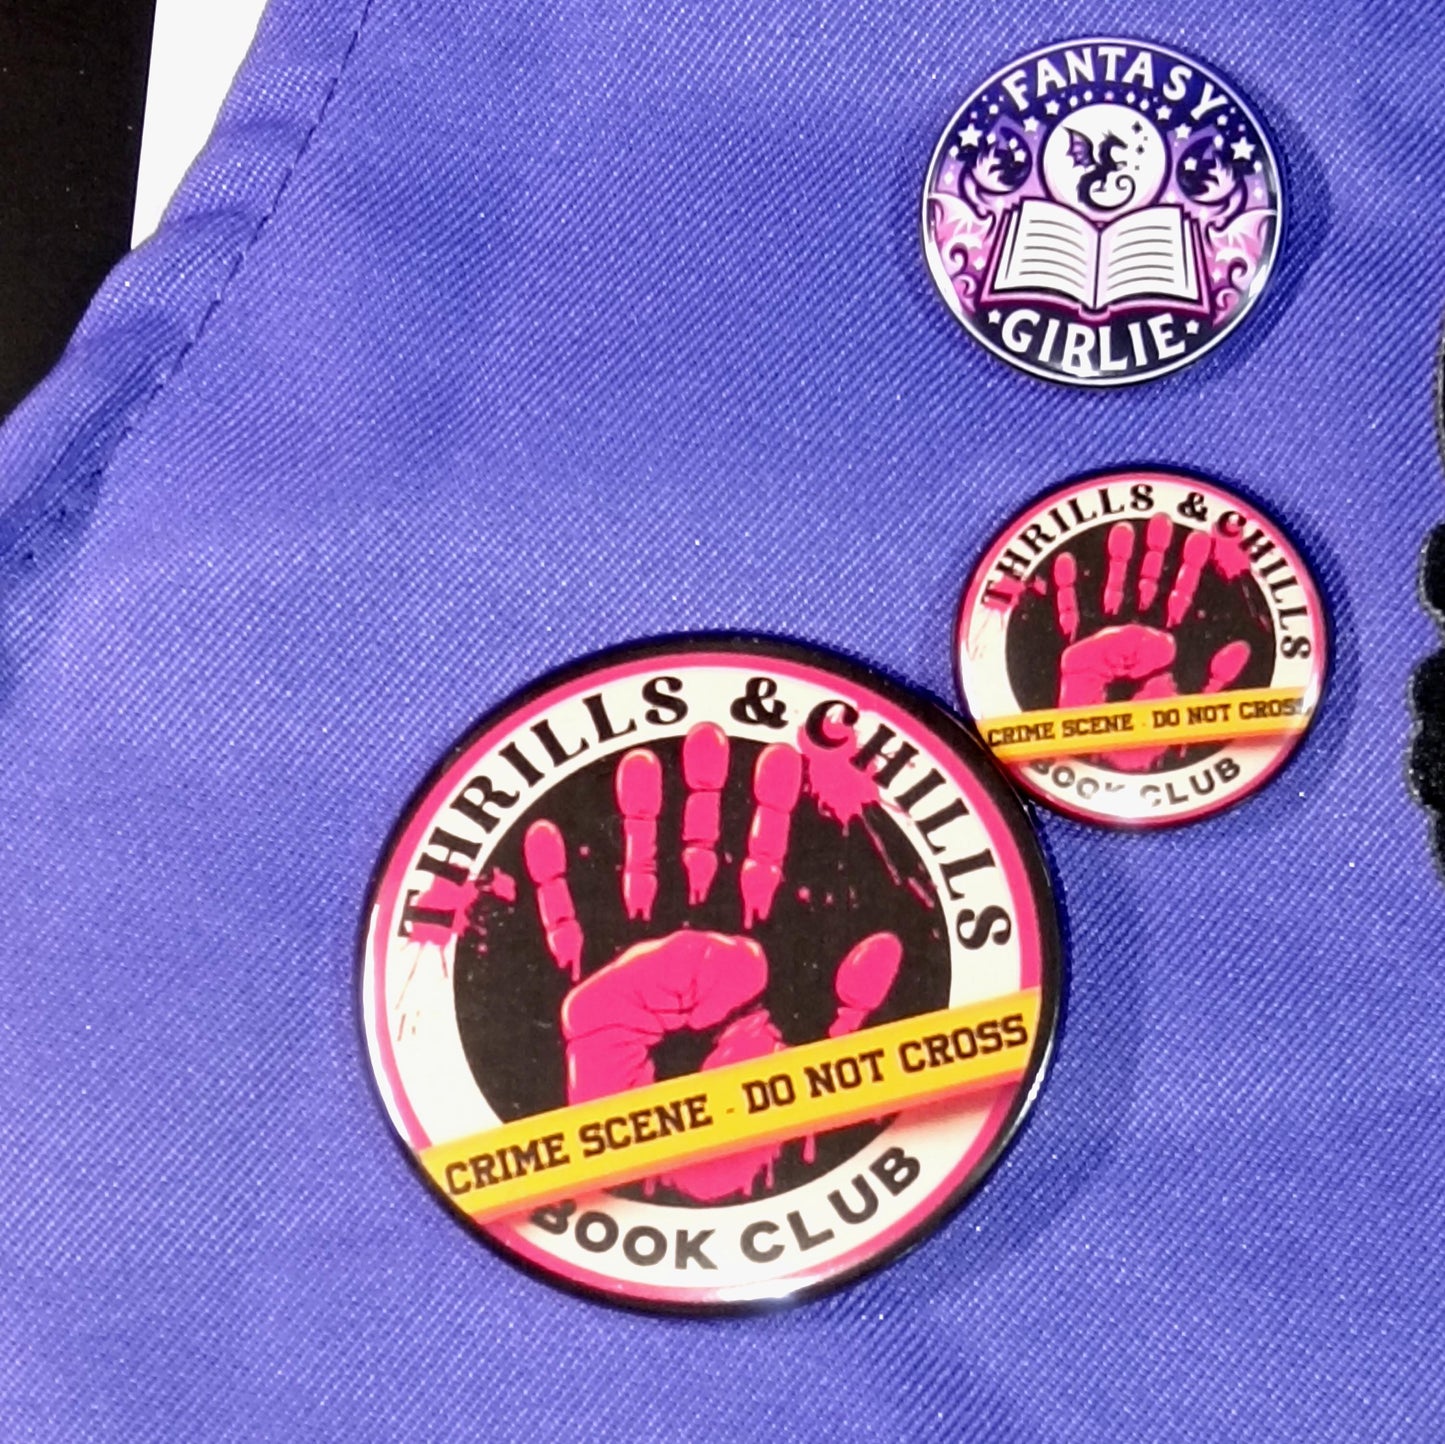 FANTASY
GIRLIE
THRILLS & CHILLS
CRIME SCENE - DO NOT CROSS
BOOK CLUB
THRILLS & CHILLS
CRIME SCENE - DO NOT CROSS
BOOK CLUB